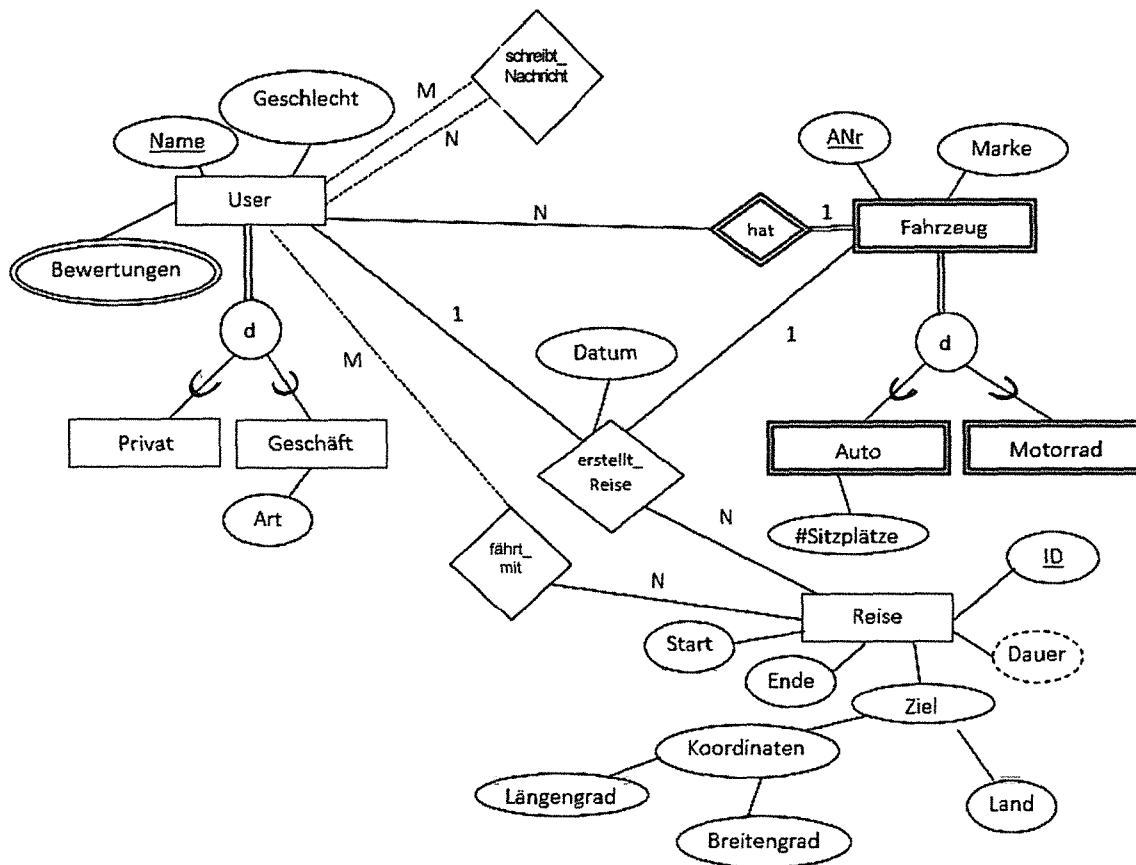 schreibt_
Nachricht
M
N
Geschlecht
Name
User
Bewertungen
N
hat
1
ANr
Marke
Fahrzeug
d
d
1
1
M
Datum
Privat
Geschäft
Art
Auto
Motorrad
#Sitzplätze
erstellt_
Reise
N
fährt_
mit
N
ID
Reise
Start
Dauer
Ende
Ziel
Koordinaten
Längengrad
Breitengrad
Land